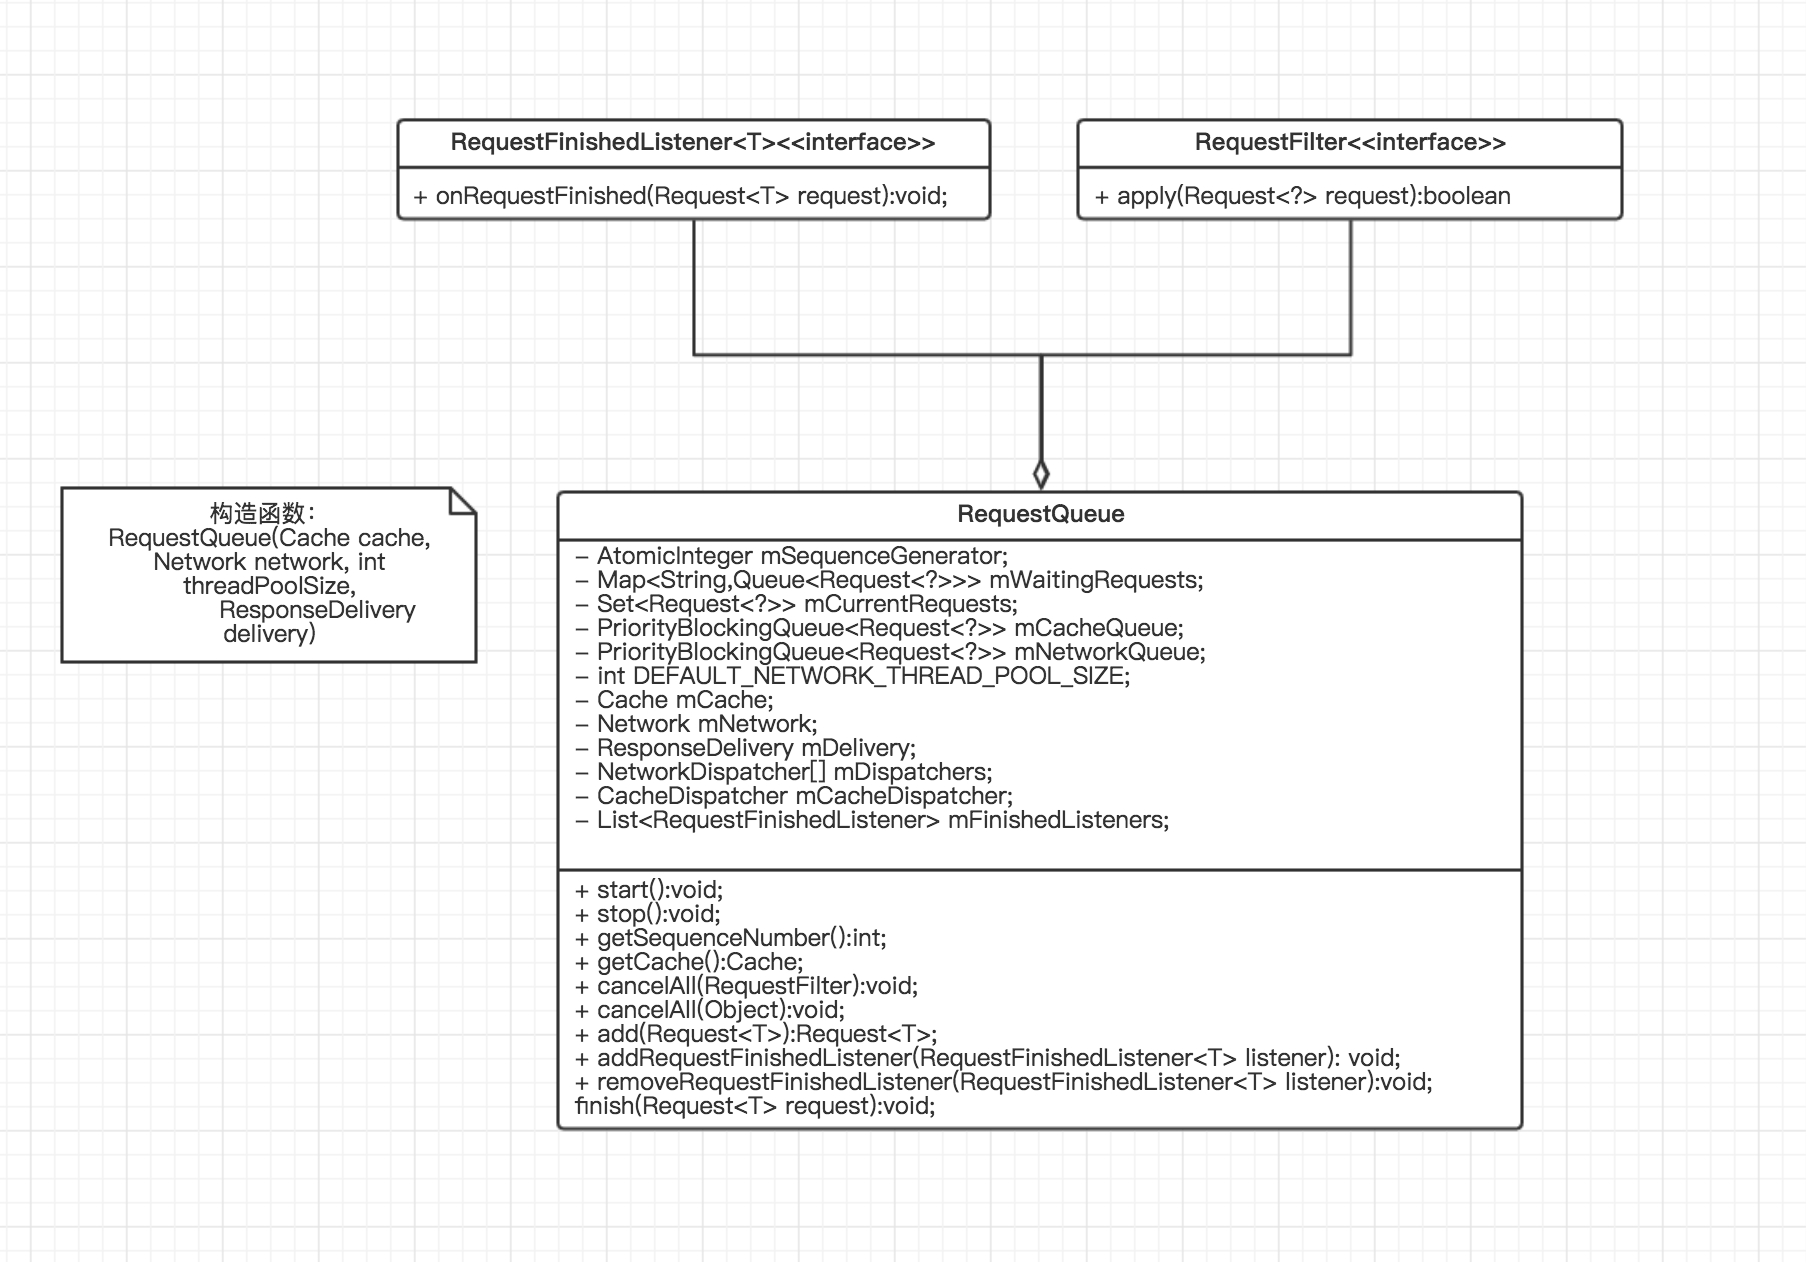 RequestFinishedListener<T><<interface>>
+ onRequestFinished(Request<T> request):void;
RequestFilter<<interface>>
+ apply(Request<?> request):boolean
构造函数：
RequestQueue(Cache cache,
Network network, int
threadPoolSize,
ResponseDelivery
delivery)
RequestQueue
– AtomicInteger mSequenceGenerator;
– Map<String,Queue<Request<?>>> mWaitingRequests;
– Set<Request<?>> mCurrentRequests;
– PriorityBlockingQueue<Request<?>> mCacheQueue;
– PriorityBlockingQueue<Request<?>> mNetworkQueue;
– int DEFAULT_NETWORK_THREAD_POOL_SIZE;
– Cache mCache;
– Network mNetwork;
– ResponseDelivery mDelivery;
– NetworkDispatcher[] mDispatchers;
– CacheDispatcher mCacheDispatcher;
– List<RequestFinishedListener> mFinishedListeners;
+ start():void;
+ stop():void;
+ getSequenceNumber():int;
+ getCache():Cache;
+ cancelAll(RequestFilter):void;
+ cancelAll(Object):void;
+ add(Request<T>):Request<T>;
+ addRequestFinishedListener(RequestFinishedListener<T> listener): void;
+ removeRequestFinishedListener(RequestFinishedListener<T> listener):void;
finish(Request<T> request):void;